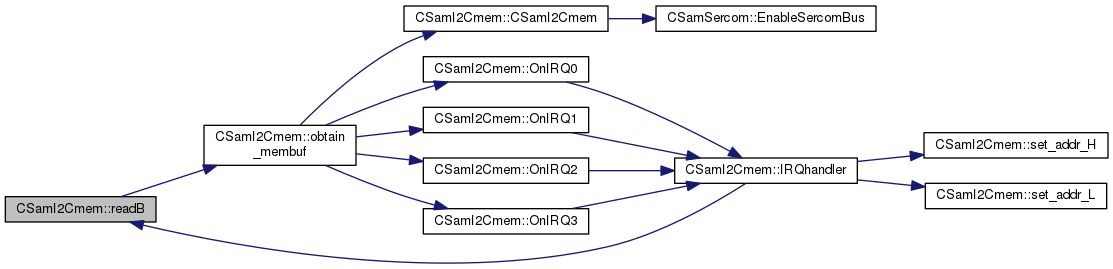 CSamI2Cmem::CSamI2Cmem
CSamSercom::EnableSercomBus
CSamI2Cmem::OnIRQ0
CSamI2Cmem::OnIRQ1
CSamI2Cmem::obtain
_membuf
CSamI2Cmem::set_addr_H
CSamI2Cmem::OnIRQ2
CSamI2Cmem::IRQhandler
CSamI2Cmem::set_addr_L
CSamI2Cmem::readB
CSamI2Cmem::OnIRQ3